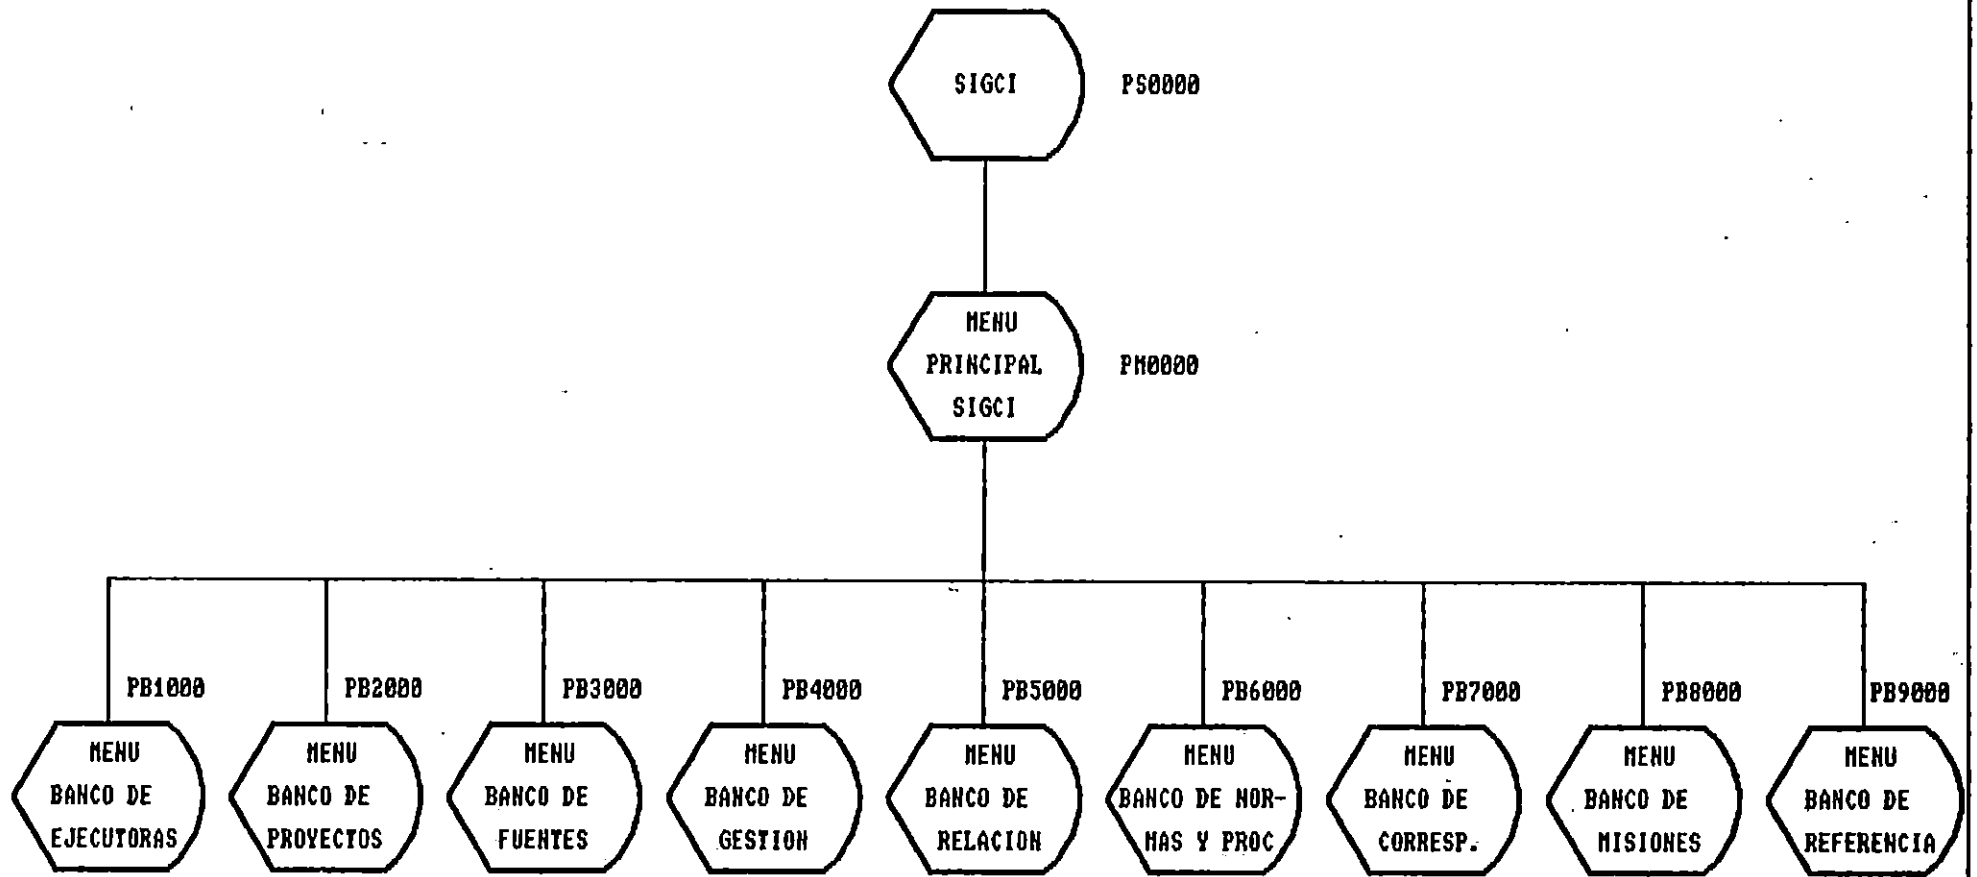 SIGCI
PS0000
MENU
PRINCIPAL
SIGCI
PM0000
PB1000
MENU
BANCO DE
EJECUTORAS
PB2000
MENU
BANCO DE
PROYECTOS
PB3000
MENU
BANCO DE
FUENTES
PB4000
MENU
BANCO DE
GESTION
PB5000
MENU
BANCO DE
RELACION
PB6000
MENU
BANCO DE NOR-
MAS Y PROC
PB7000
MENU
BANCO DE
CORRESP.
PB8000
MENU
BANCO DE
MISIONES
PB9000
MENU
BANCO DE
REFERENCIA